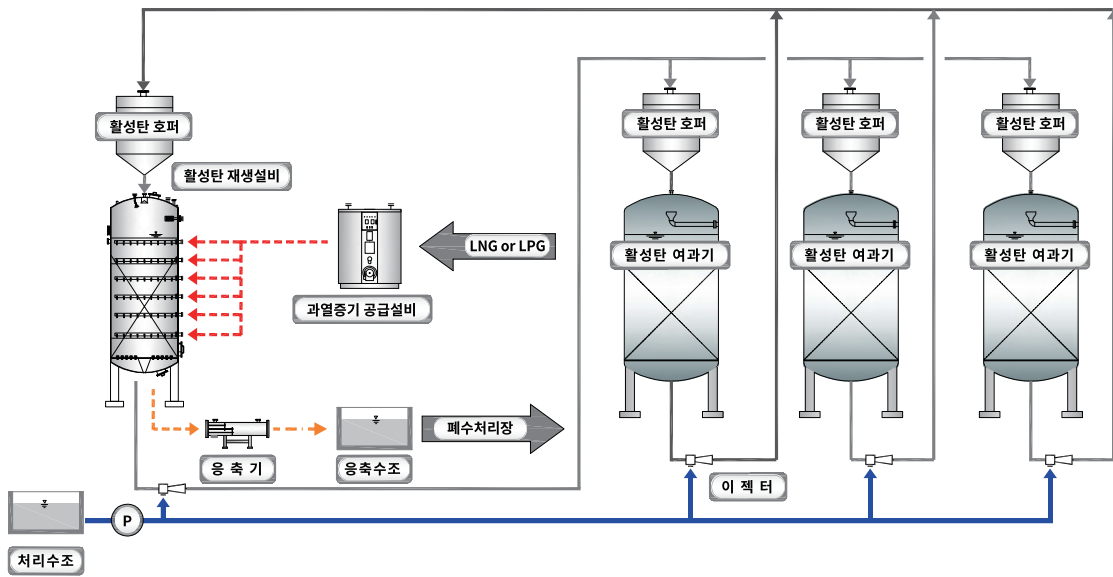 활성탄 호퍼
활성탄 호퍼
활성탄 호퍼
활성탄 호퍼
활성탄 재생설비
LNG or LPG
활성탄 여과기
활성탄 여과기
활성탄 여과기
과열증기 공급설비
폐수처리장
응 축 기
응축수조
이 젝 터
P
처리수조